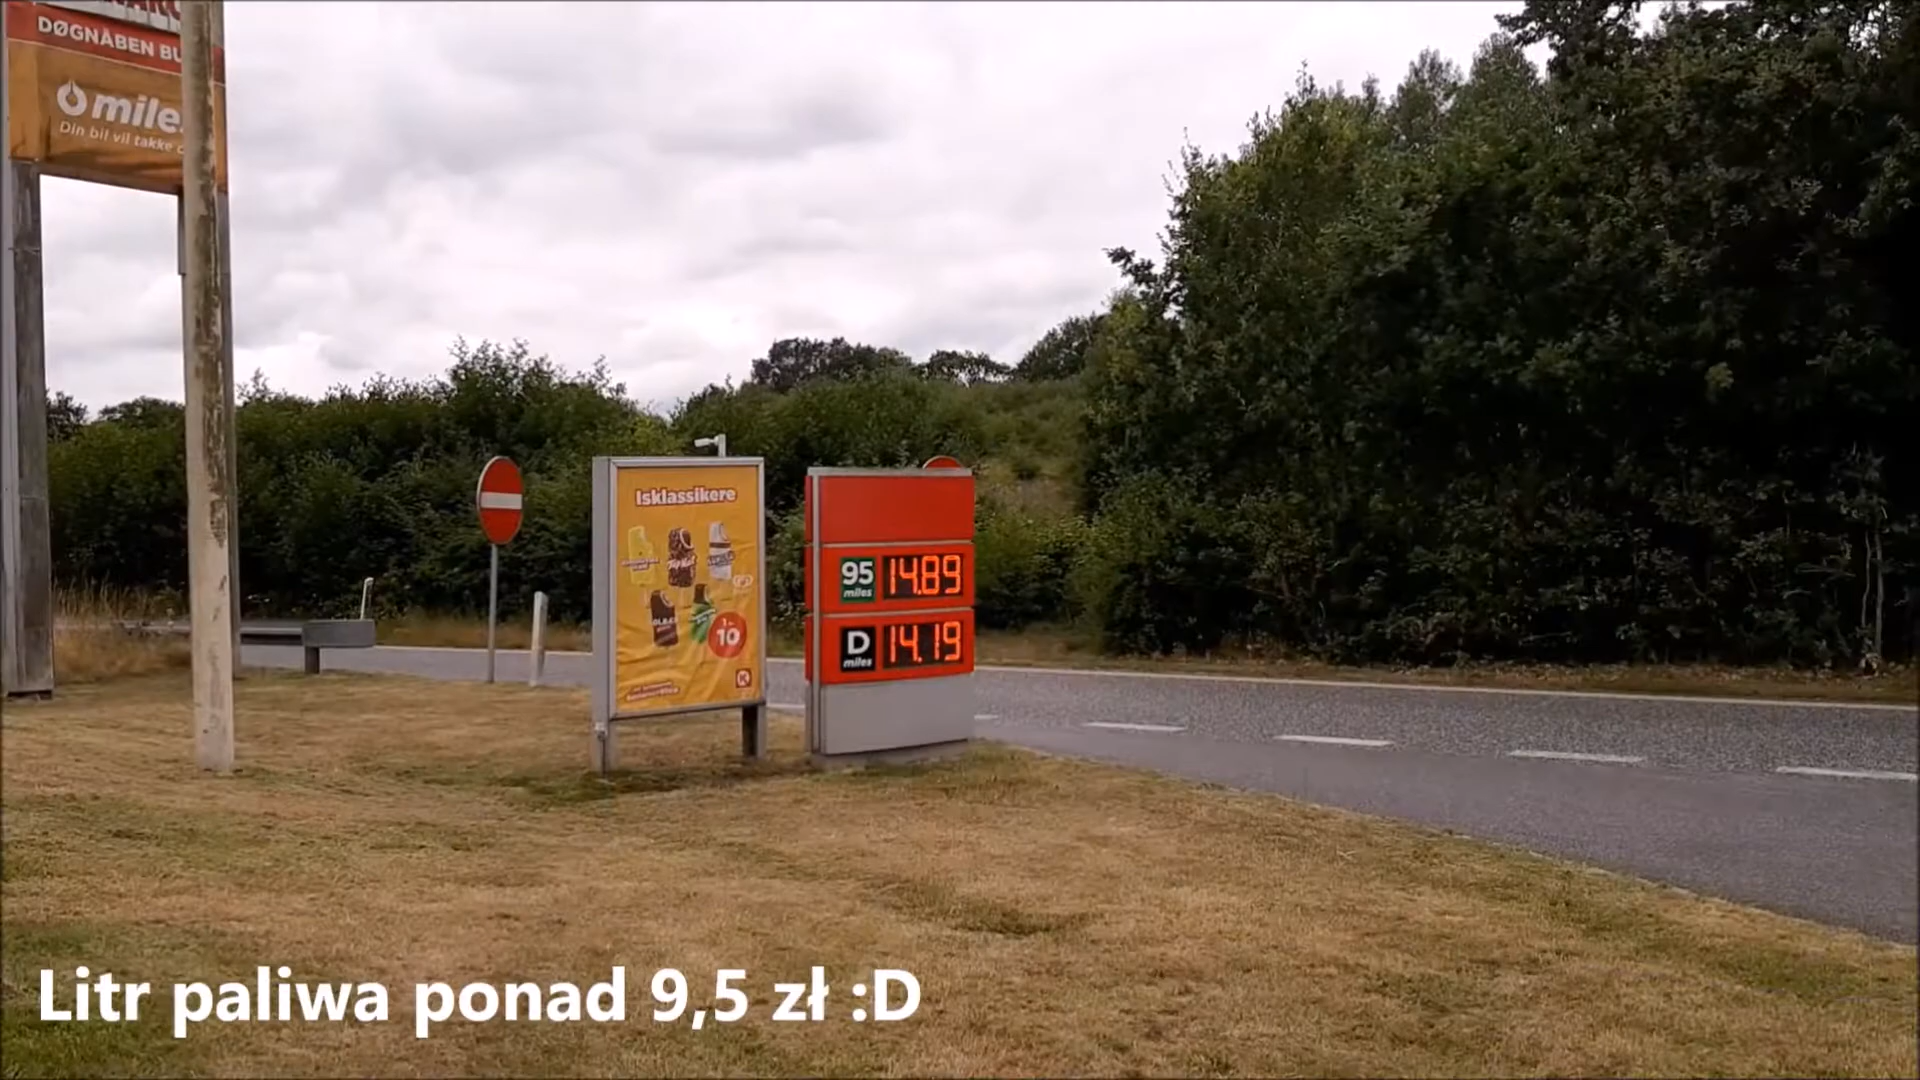 DØGNÅBEN
miles
Din bil vil takke
Isklassikere
10
95 14.89
miles
D 14.19
miles
Litr paliwa ponad 9,5 zł :D